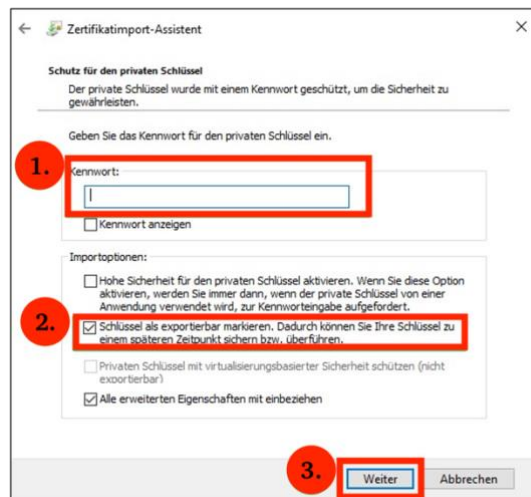 Zertifikatimport-Assistent
Schutz für den privaten Schlüssel
Der private Schlüssel wurde mit einem Kennwort geschützt, um die Sicherheit zu
gewährleisten.
Geben Sie das Kennwort für den privaten Schlüssel ein.
1.
Kennwort:
Kennwort anzeigen
Importoptionen:
Hohe Sicherheit für den privaten Schlüssel aktivieren. Wenn Sie diese Option
aktivieren, werden Sie immer dann, wenn der private Schlüssel von einer
Anwendung verwendet wird, zur Kennworteingabe aufgefordert.
2.
Schlüssel als exportierbar markieren. Dadurch können Sie Ihre Schlüssel zu
einem späteren Zeitpunkt sichern bzw. überführen.
Privaten Schlüssel mit virtualisierungsbasierter Sicherheit schützen (nicht
exportierbar)
Alle erweiterten Eigenschaften mit einbeziehen
3.
Weiter
Abbrechen